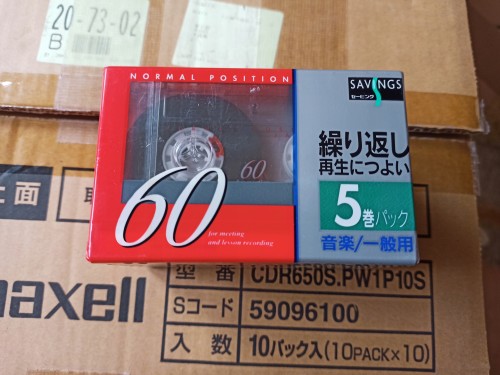 20-73-02
B
NORMAL POSITION
SAVINGS
セービング
60
繰り返し
再生につよい
60
for meeting
and lesson recording
5巻パック
音楽/一般用
上面
取
maxell
型番 CDR650S.PW1P10S
Sコード 59096100
入数 10パック入(10PACK×10)